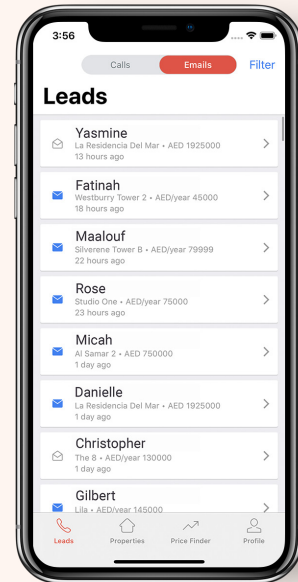 3:56
Calls
Emails
Filter
Leads
Yasmine
La Residencia Del Mar • AED 1925000
13 hours ago
Fatinah
Westburry Tower 2 • AED/year 45000
18 hours ago
Maalouf
Silverene Tower B • AED/year 79999
22 hours ago
Rose
Studio One • AED/year 75000
23 hours ago
Micah
Al Samar 2 • AED 750000
1 day ago
Danielle
La Residencia Del Mar • AED 1925000
1 day ago
Christopher
The 8 • AED/year 130000
1 day ago
Gilbert
Lila • AED/year 145000
Leads
Properties
Price Finder
Profile